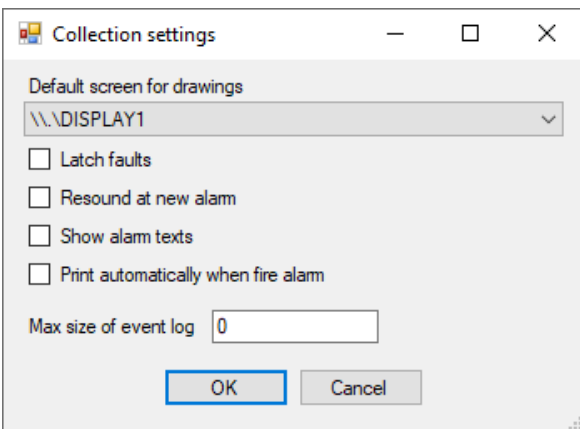 Collection settings
Default screen for drawings
\\.\DISPLAY1
Latch faults
Resound at new alarm
Show alarm texts
Print automatically when fire alarm
Max size of event log 0
OK Cancel